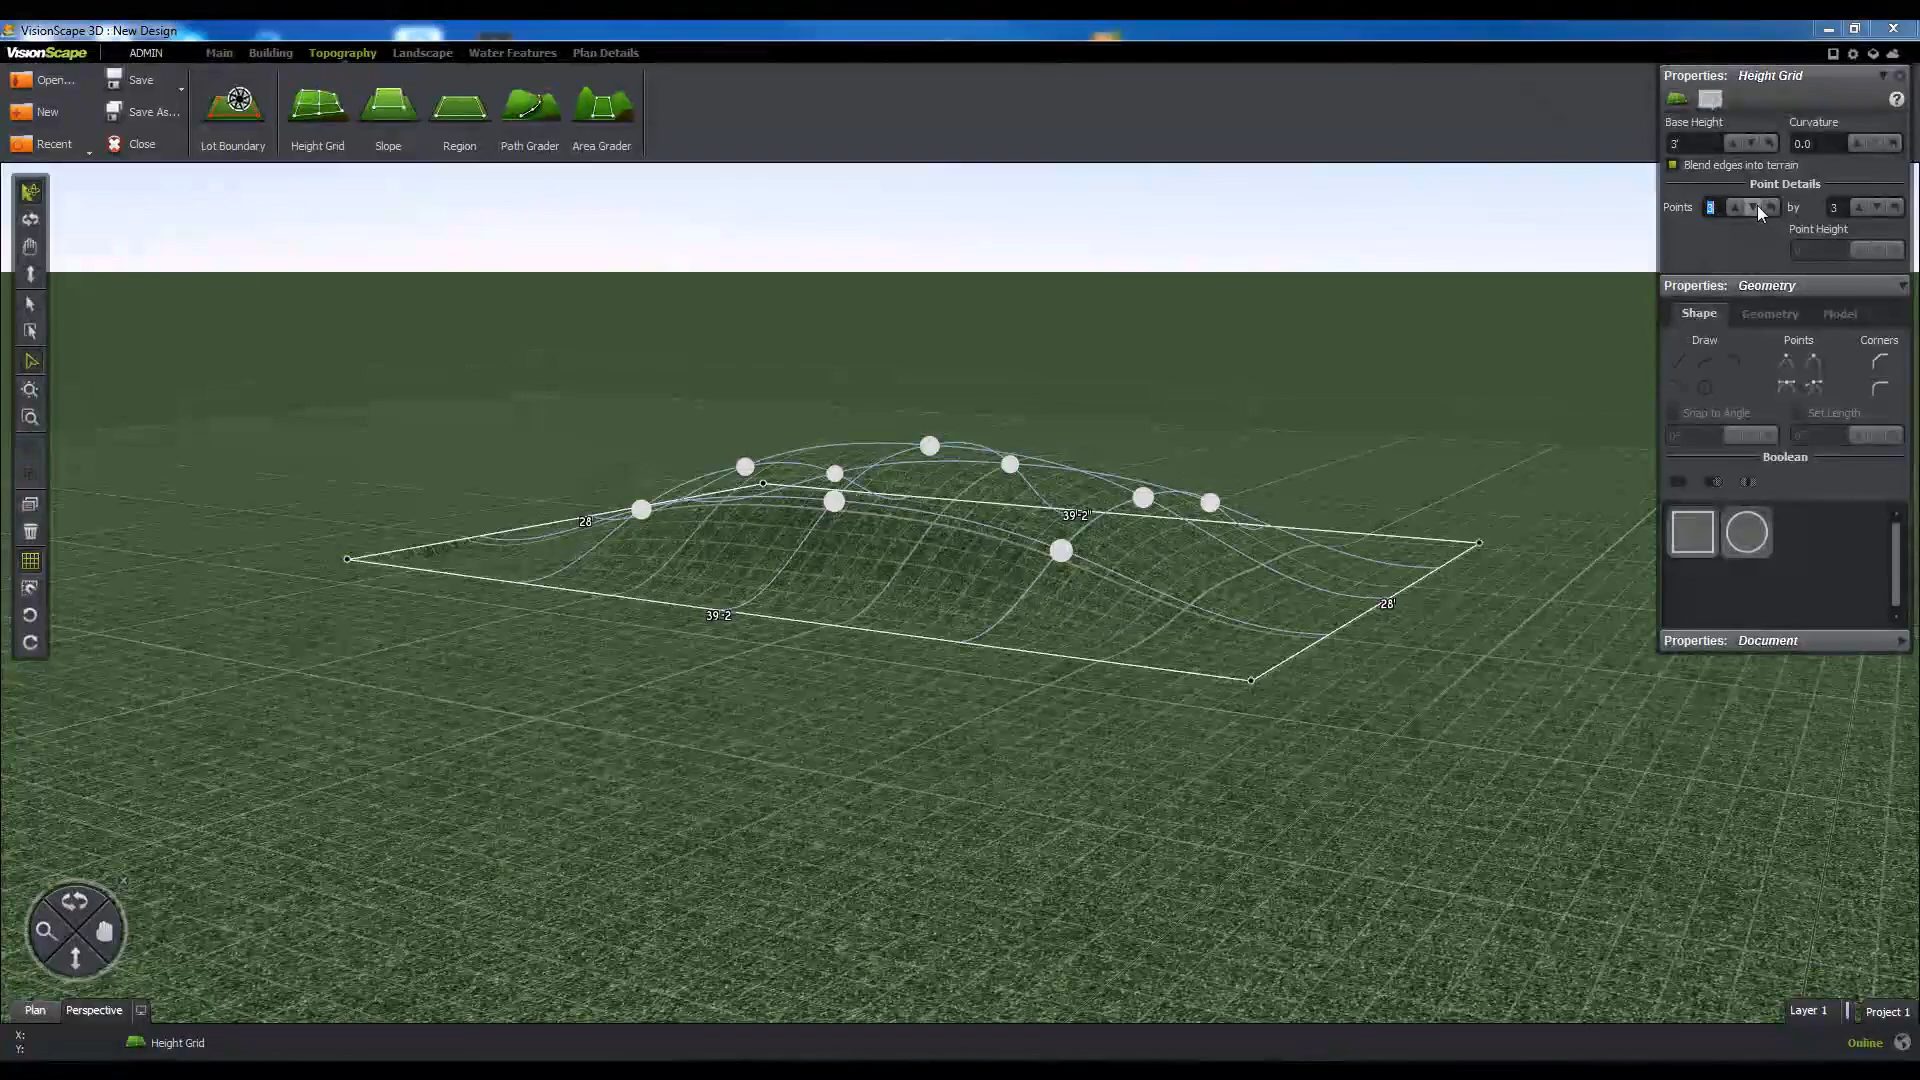 VisionScape 3D : New Design
VisionScape
ADMIN
Main
Building
Topography
Landscape
Water Features
Plan Details
Open...
Save
New
Save As...
Recent
Close
Lot Boundary
Height Grid
Slope
Region
Path Grader
Area Grader
Properties: Height Grid
Base Height
Curvature
3'
0.0
Blend edges into terrain
Point Details
Points
3
by
3
Point Height
Properties: Geometry
Shape
Geometry
Model
Draw
Points
Corners
Snap to Angle
Set Length
Boolean
Properties: Document
28'
39'-2"
39'-2
28'
Plan
Perspective
Layer 1
Project 1
X:
Y:
Height Grid
Online